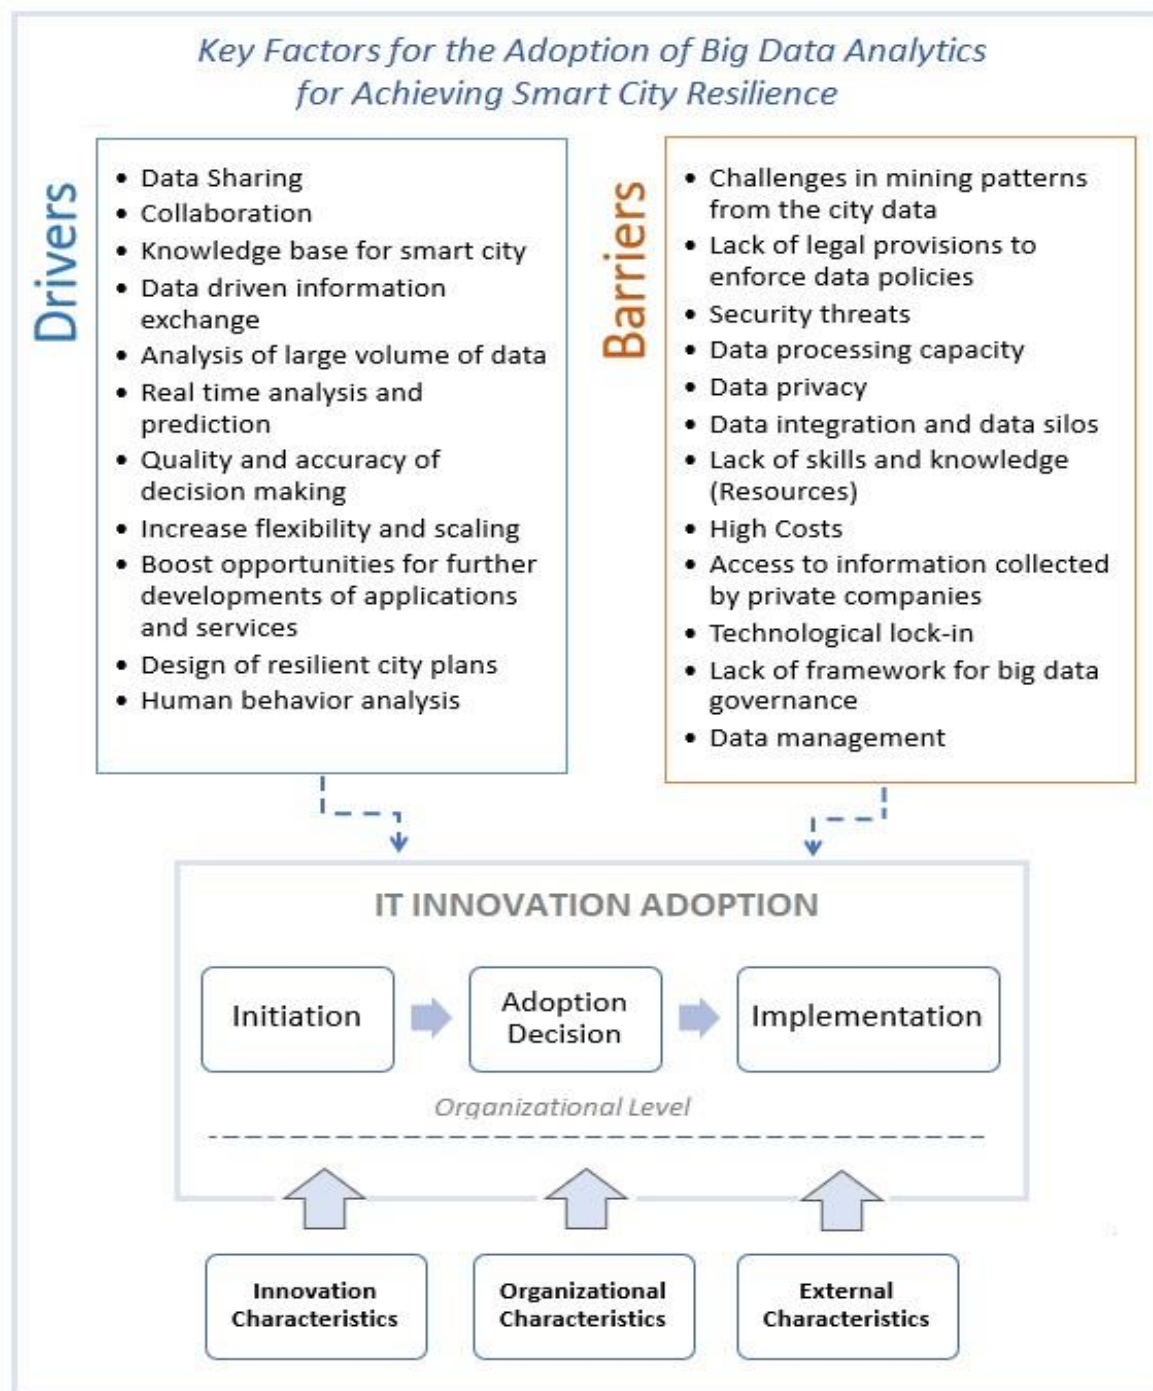 Key Factors for the Adoption of Big Data Analytics
for Achieving Smart City Resilience
Drivers
• Data Sharing
• Collaboration
• Knowledge base for smart city
• Data driven information
exchange
• Analysis of large volume of data
• Real time analysis and
prediction
• Quality and accuracy of
decision making
• Increase flexibility and scaling
• Boost opportunities for further
developments of applications
and services
• Design of resilient city plans
• Human behavior analysis
Barriers
• Challenges in mining patterns
from the city data
• Lack of legal provisions to
enforce data policies
• Security threats
• Data processing capacity
• Data privacy
• Data integration and data silos
• Lack of skills and knowledge
(Resources)
• High Costs
• Access to information collected
by private companies
• Technological lock-in
• Lack of framework for big data
governance
• Data management
IT INNOVATION ADOPTION
Initiation
Adoption
Decision
Implementation
Organizational Level
Innovation
Characteristics
Organizational
Characteristics
External
Characteristics